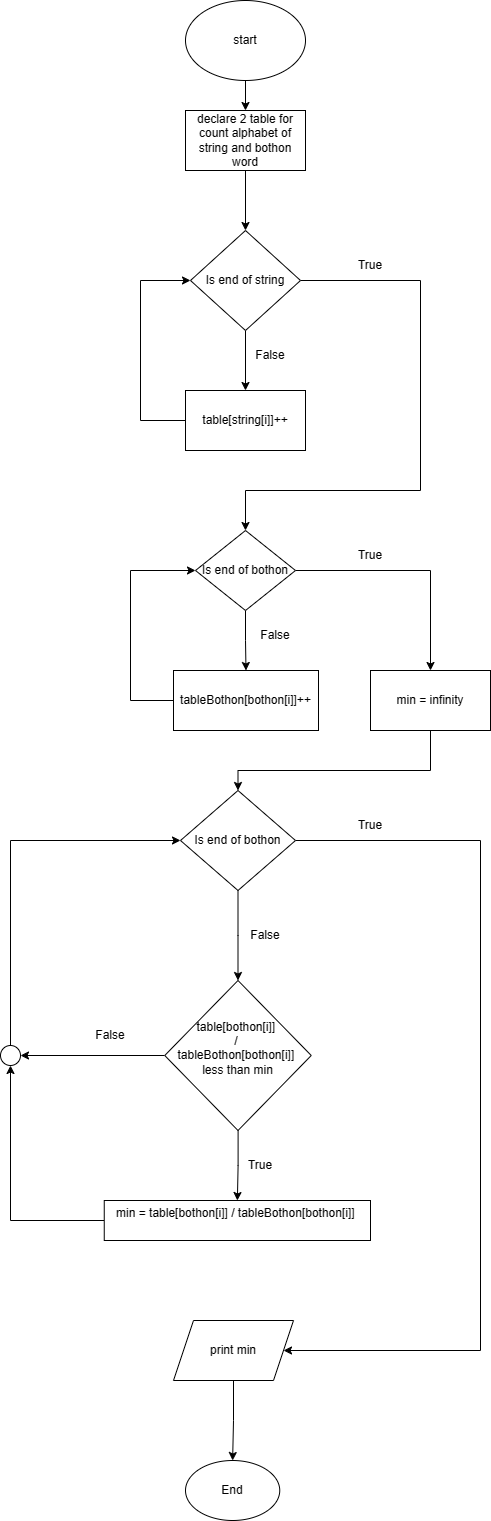 start
declare 2 table for
count alphabet of
string and bothon
word
Is end of string
True
False
table[string[i]]++
Is end of bothon
True
False
tableBothon[bothon[i]]++
min = infinity
Is end of bothon
True
False
table[bothon[i]]
/
tableBothon[bothon[i]]
less than min
False
True
min = table[bothon[i]] / tableBothon[bothon[i]]
print min
End